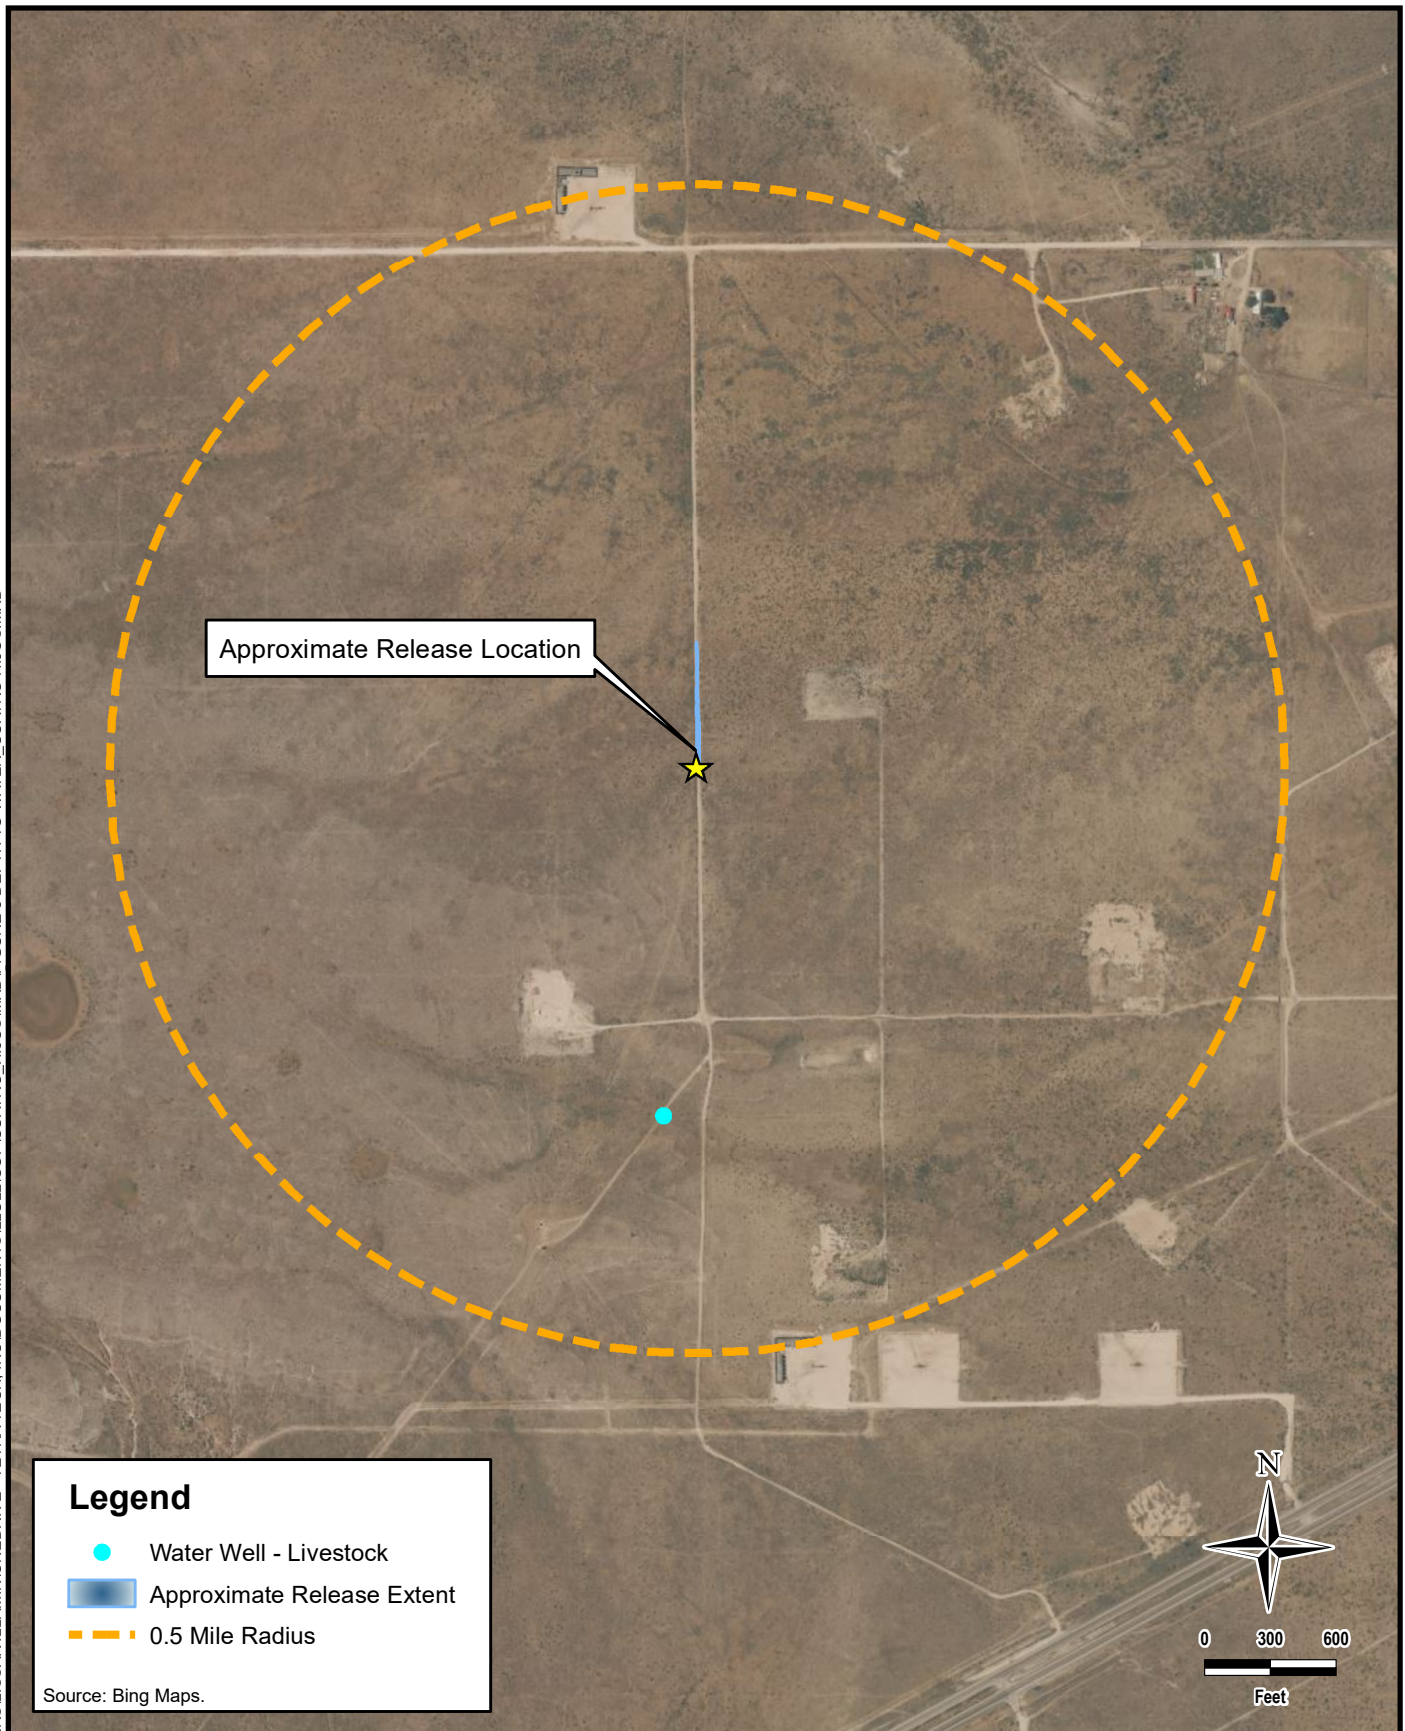 Approximate Release Location
Legend
Water Well - Livestock
Approximate Release Extent
0.5 Mile Radius
Source: Bing Maps.
N
0 300 600
Feet